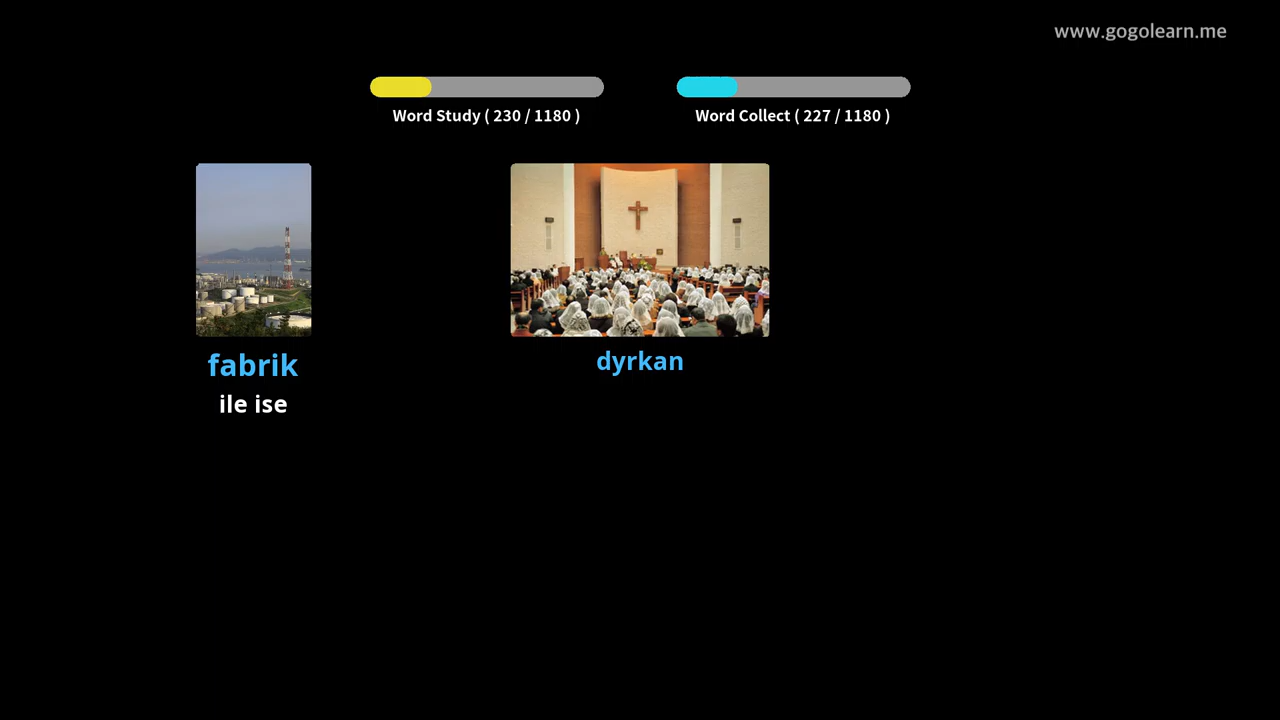 www.gogolearn.me
Word Study ( 230 / 1180 )
Word Collect ( 227 / 1180 )
fabrik
ile ise
dyrkan